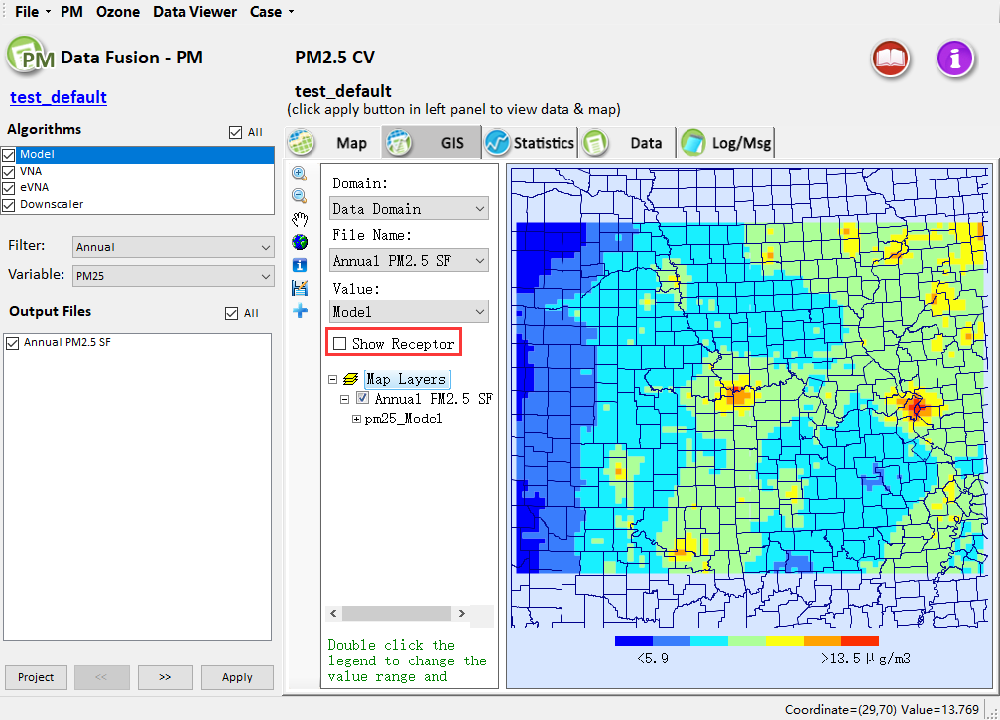 File PM Ozone Data Viewer Case
PM Data Fusion - PM
PM2.5 CV
test_default
test_default
(click apply button in left panel to view data & map)
Algorithms
All
Model
VNA
eVNA
Downscaler
Filter:
Annual
Variable:
PM25
Output Files
All
Annual PM2.5 SF
Project
<<
>>
Apply
Map
GIS
Statistics
Data
Log/Msg
Domain:
Data Domain
File Name:
Annual PM2.5 SF
Value:
Model
Show Receptor
Map Layers
Annual PM2.5 SF
pm25_Model
Double click the
legend to change the
value range and
<5.9
>13.5 μg/m3
Coordinate=(29,70) Value=13.769